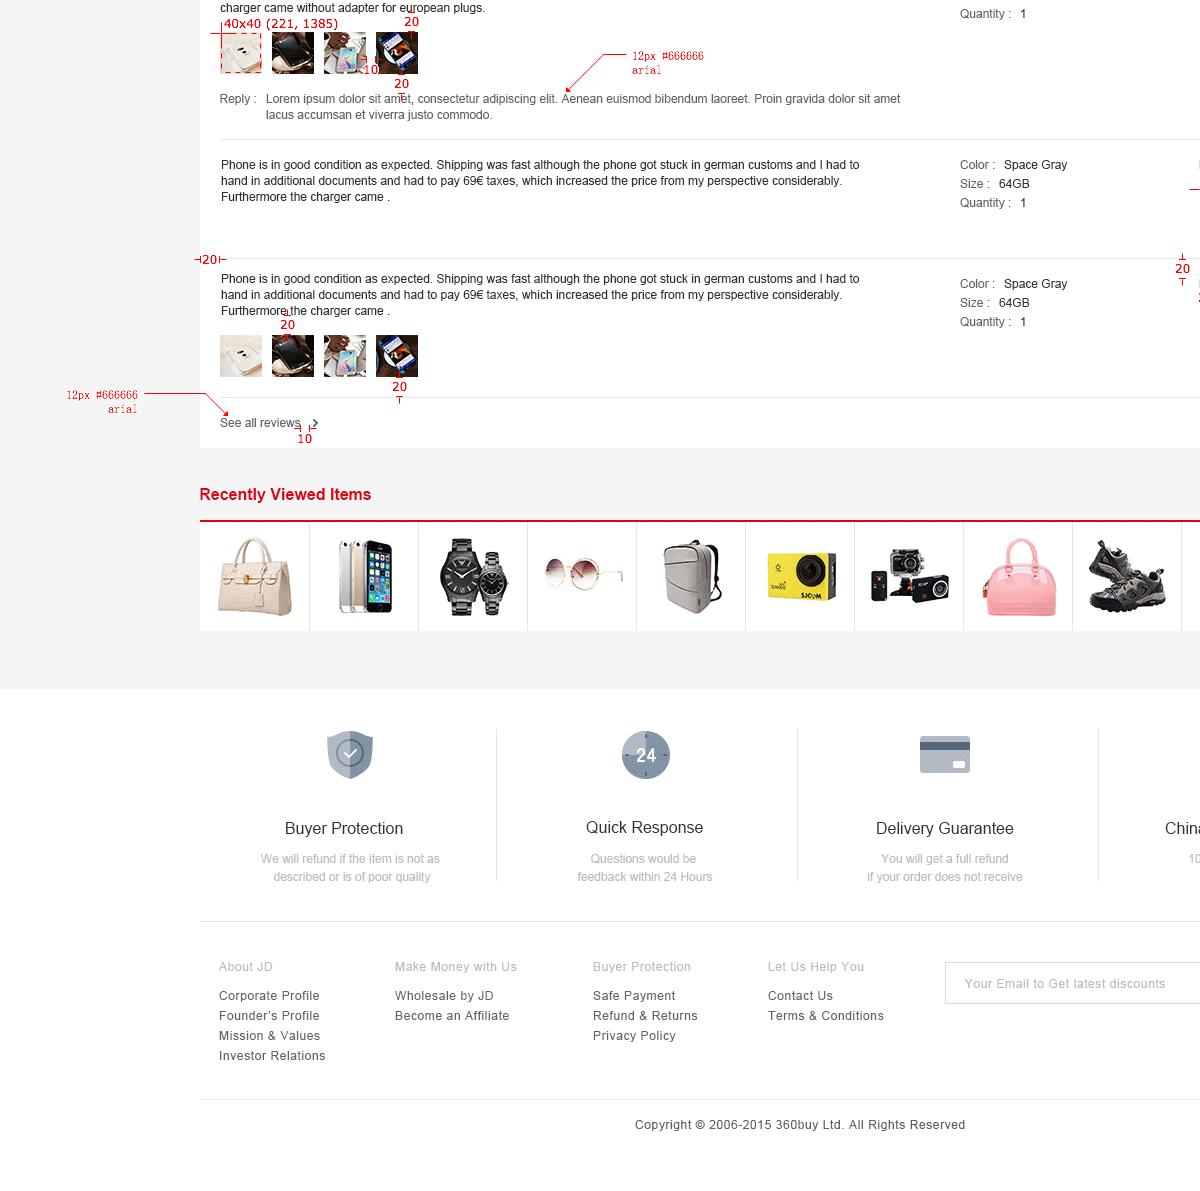 charger came without adapter for european plugs.
Quantity : 1
40x40 (221, 1385)
20
12px #666666
arial
10
20
Reply : Lorem ipsum dolor sit amet, consectetur adipiscing elit. Aenean euismod bibendum laoreet. Proin gravida dolor sit amet
lacus accumsan et viverra justo commodo.
Phone is in good condition as expected. Shipping was fast although the phone got stuck in german customs and I had to
hand in additional documents and had to pay 69€ taxes, which increased the price from my perspective considerably.
Furthermore the charger came .
Color : Space Gray
Size : 64GB
Quantity : 1
20
20
Phone is in good condition as expected. Shipping was fast although the phone got stuck in german customs and I had to
hand in additional documents and had to pay 69€ taxes, which increased the price from my perspective considerably.
Furthermore the charger came .
Color : Space Gray
Size : 64GB
Quantity : 1
20
20
12px #666666
arial
See all reviews
10
Recently Viewed Items
SJCAM
24
Buyer Protection
We will refund if the item is not as
described or is of poor quality
Quick Response
Questions would be
feedback within 24 Hours
Delivery Guarantee
You will get a full refund
if your order does not receive
Chin
10
About JD
Corporate Profile
Founder's Profile
Mission & Values
Investor Relations
Make Money with Us
Wholesale by JD
Become an Affiliate
Buyer Protection
Safe Payment
Refund & Returns
Privacy Policy
Let Us Help You
Contact Us
Terms & Conditions
Your Email to Get latest discounts
Copyright © 2006-2015 360buy Ltd. All Rights Reserved